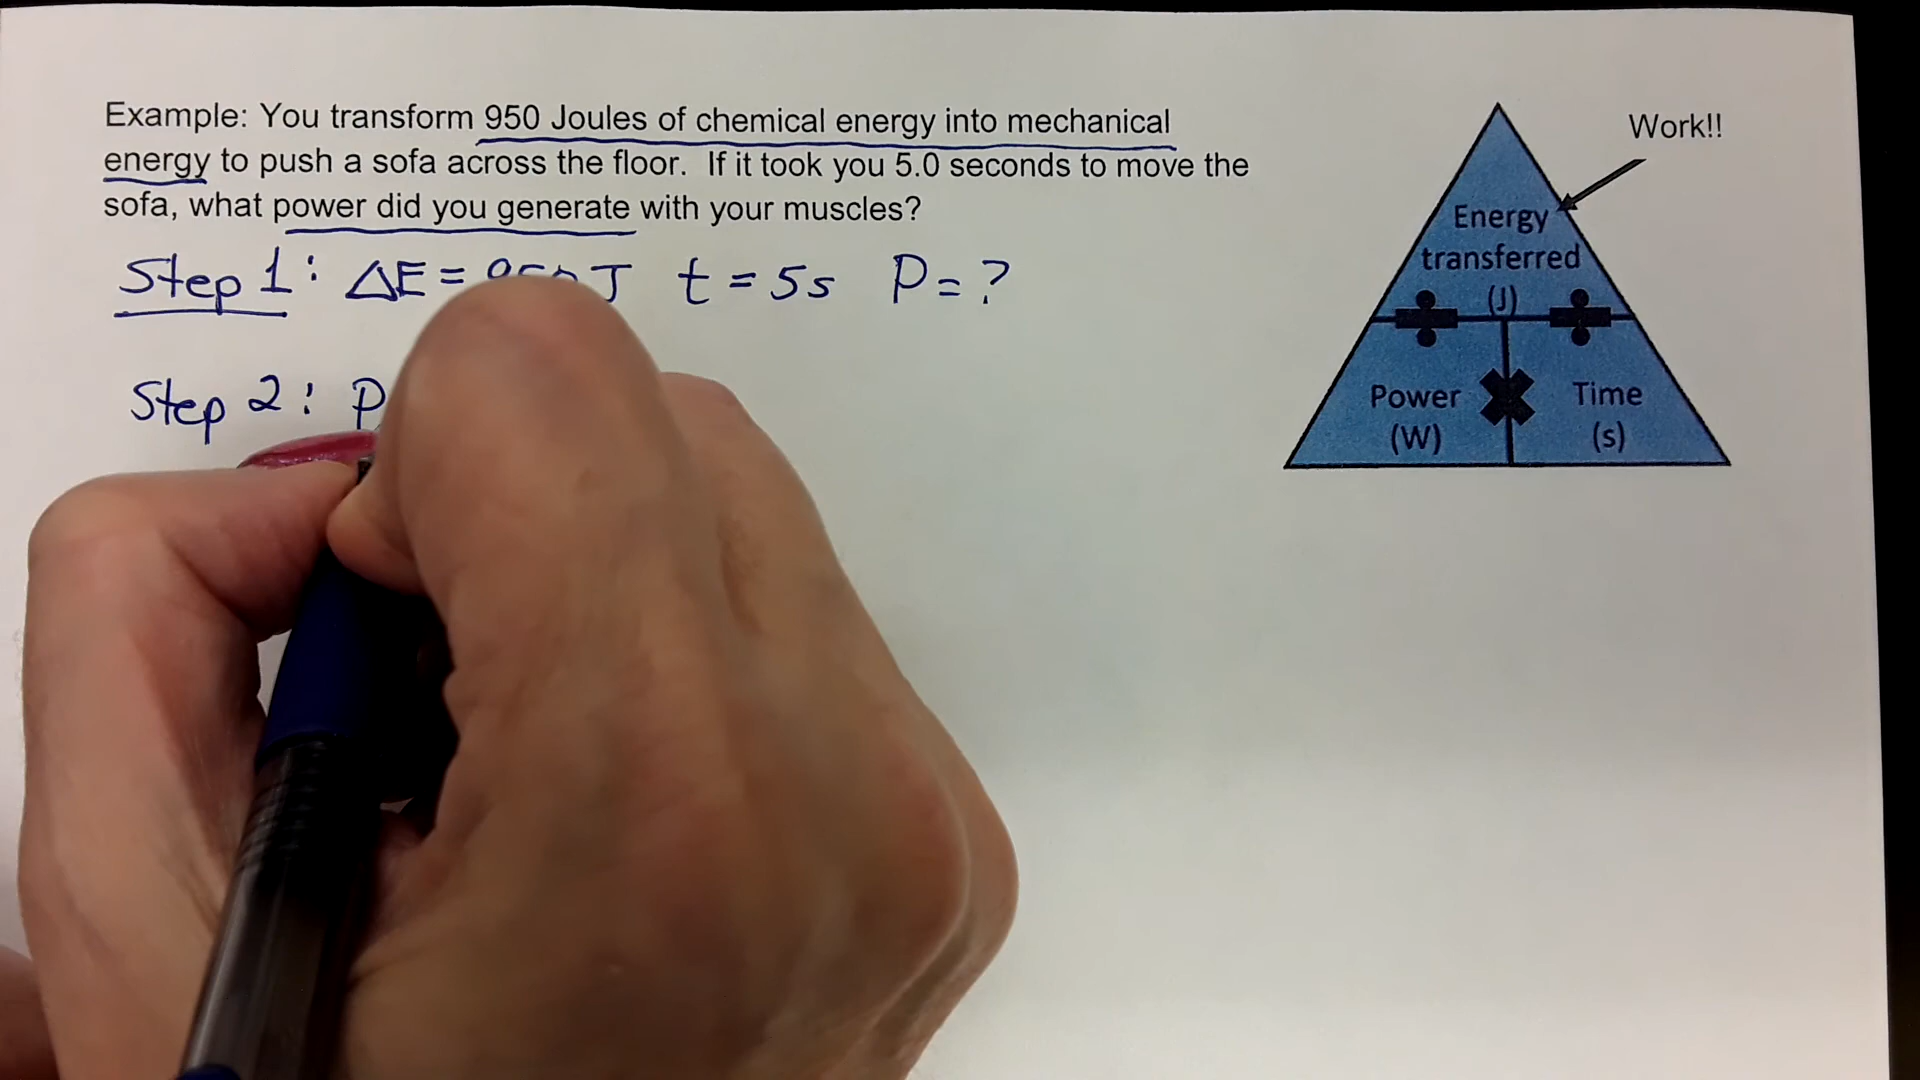 Example: You transform 950 Joules of chemical energy into mechanical
energy to push a sofa across the floor. If it took you 5.0 seconds to move the
sofa, what power did you generate with your muscles?
Step 1: ΔE = 950 J t = 5s P = ?
Step 2: P
Work!!
Energy
transferred
(J)
Power
(W)
Time
(s)